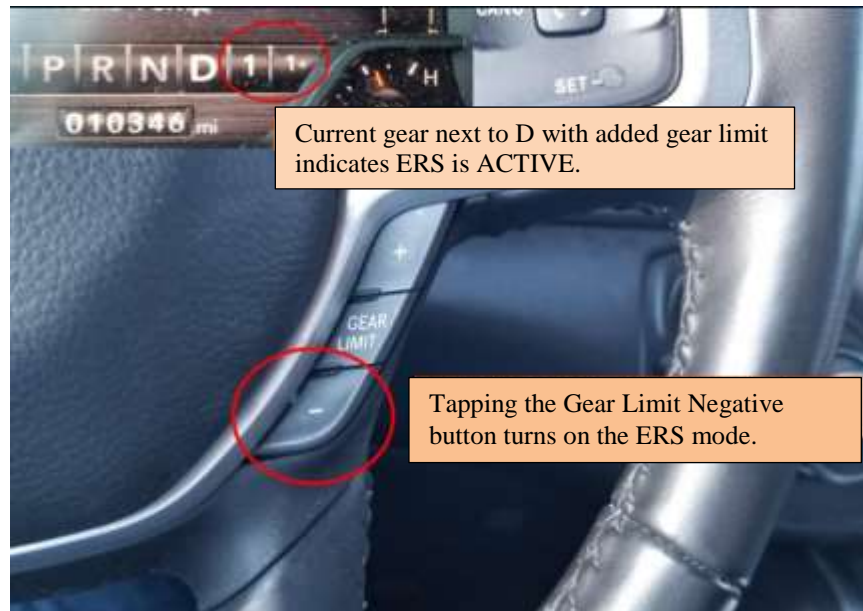 P R N D 1 1-
010346 mi
H
CANC
SET -
Current gear next to D with added gear limit
indicates ERS is ACTIVE.
+
GEAR
LIMIT
-
Tapping the Gear Limit Negative
button turns on the ERS mode.